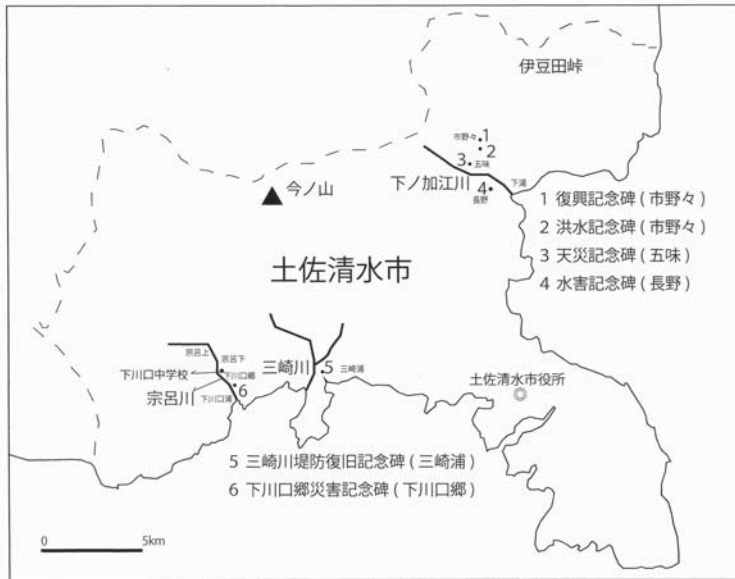 伊豆田峠
市野々
1
2
3
五味
下ノ加江川
4
長野
下浦
今ノ山
1 復興記念碑(市野々)
2 洪水記念碑(市野々)
3 天災記念碑(五味)
4 水害記念碑(長野)
土佐清水市
宗呂上
宗呂下
下川口中学校
下川口郷
宗呂川
下川口浦
6
三崎川
5
三崎浦
土佐清水市役所
5 三崎川堤防復旧記念碑(三崎浦)
6 下川口郷災害記念碑(下川口郷)
0
5km